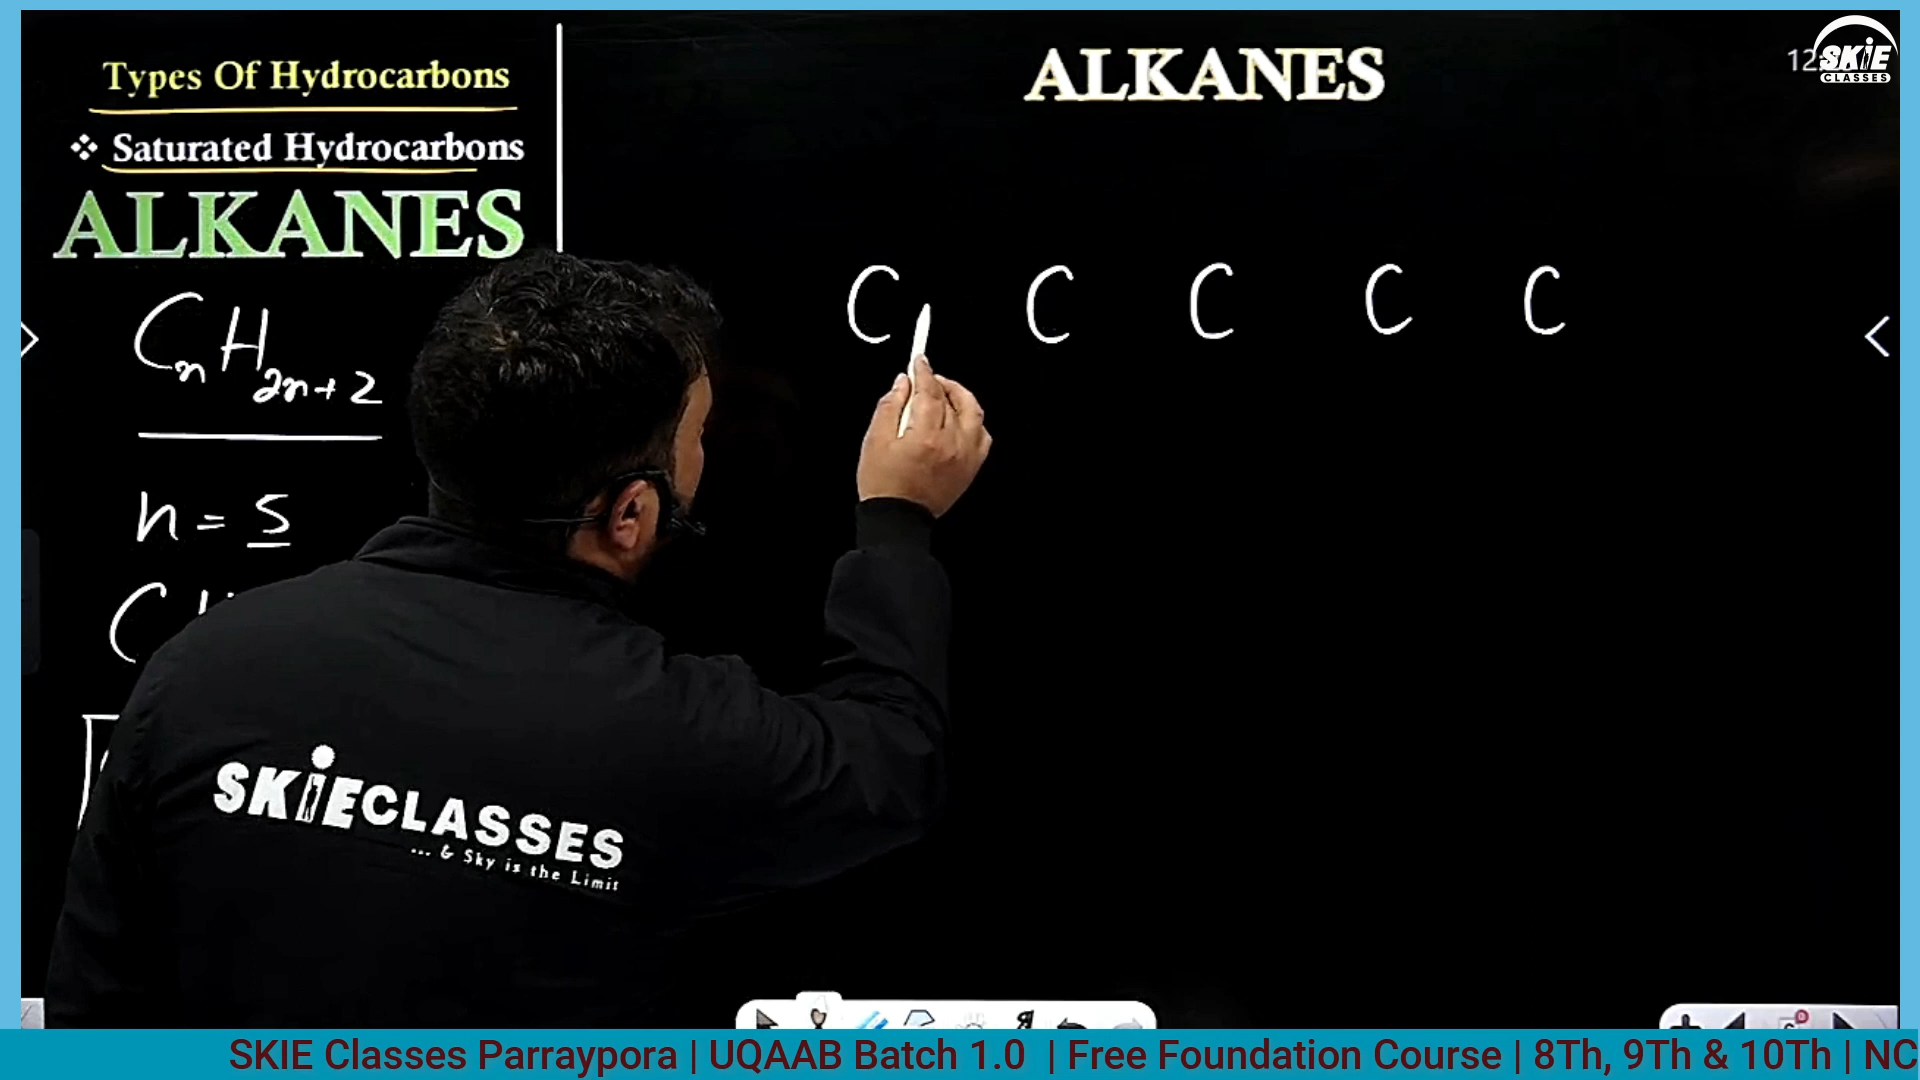 Types Of Hydrocarbons
❖ Saturated Hydrocarbons
ALKANES
CₙH₂ₙ₊₂
n = 5
C
ALKANES
12
SKIE
CLASSES
C C C C C
SKIECLASSES
... & Sky is the Limit
SKIE Classes Parraypora | UQAAB Batch 1.0 | Free Foundation Course | 8Th, 9Th & 10Th | NC